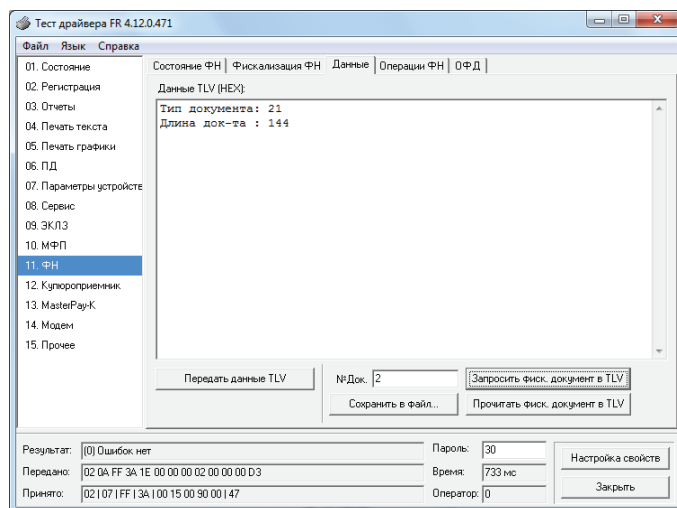 Тест драйвера FR 4.12.0.471
Файл Язык Справка
01. Состояние
02. Регистрация
03. Отчеты
04. Печать текста
05. Печать графики
06. ПД
07. Параметры устройств
08. Сервис
09. ЭКЛЗ
10. МФП
11. ФН
12. Купюроприемник
13. MasterPay-K
14. Модем
15. Прочее
Состояние ФН Фискализация ФН Данные Операции ФН ОФД
Данные TLV (HEX):
Тип документа: 21
Длина док-та : 144
Передать данные TLV
№Док. 2
Запросить фиск. документ в TLV
Сохранить в файл...
Прочитать фиск. документ в TLV
Результат: (0) Ошибок нет
Пароль: 30
Настройка свойств
Передано: 02 0A FF 3A 1E 00 00 00 02 00 00 00 D3
Время: 733 мс
Принято: 02 | 07 | FF | 3A | 00 15 00 90 00 | 47
Оператор: 0
Закрыть